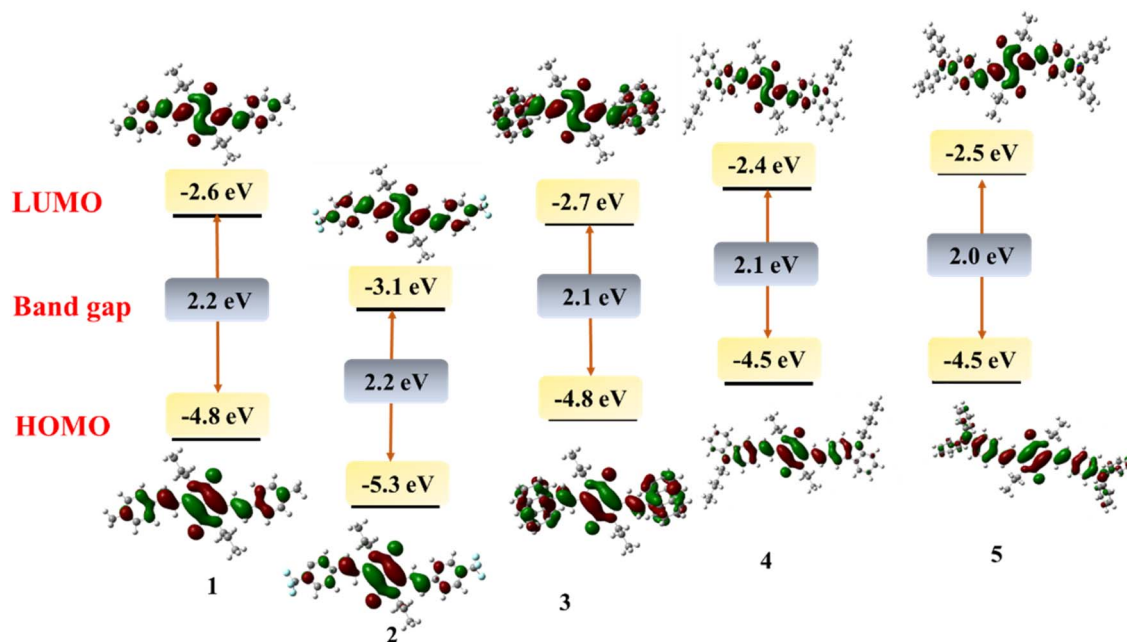 LUMO
Band gap
HOMO
-2.6 eV
2.2 eV
-4.8 eV
1
-3.1 eV
2.2 eV
-5.3 eV
2
-2.7 eV
2.1 eV
-4.8 eV
3
-2.4 eV
2.1 eV
-4.5 eV
4
-2.5 eV
2.0 eV
-4.5 eV
5